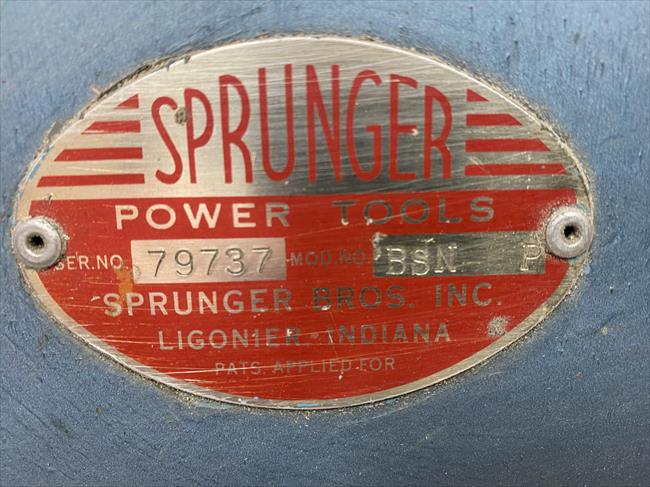 SPRUNGER
POWER TOOLS
SER.NO. 79737 MOD.NO. BSN P
SPRUNGER BROS. INC.
LIGONIER-INDIANA
PATS. APPLIED FOR